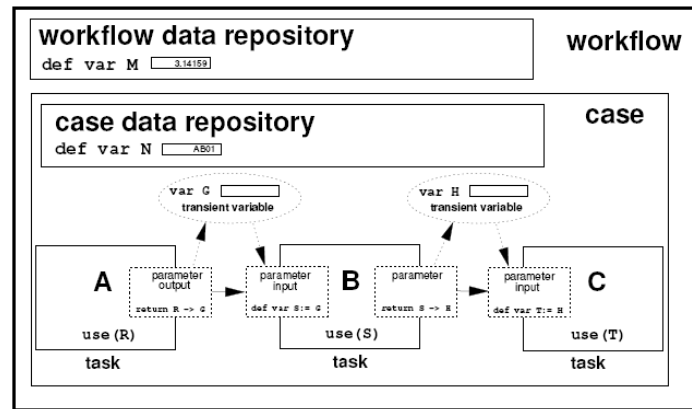 workflow data repository
workflow
def var M 3.14159
case data repository
case
def var N AB01
var G
transient variable
var H
transient variable
A
parameter
output
return R -> G
use(R)
task
parameter
input
def var S:= G
B
parameter
return S -> H
use(S)
task
parameter
input
def var T:= H
C
use(T)
task